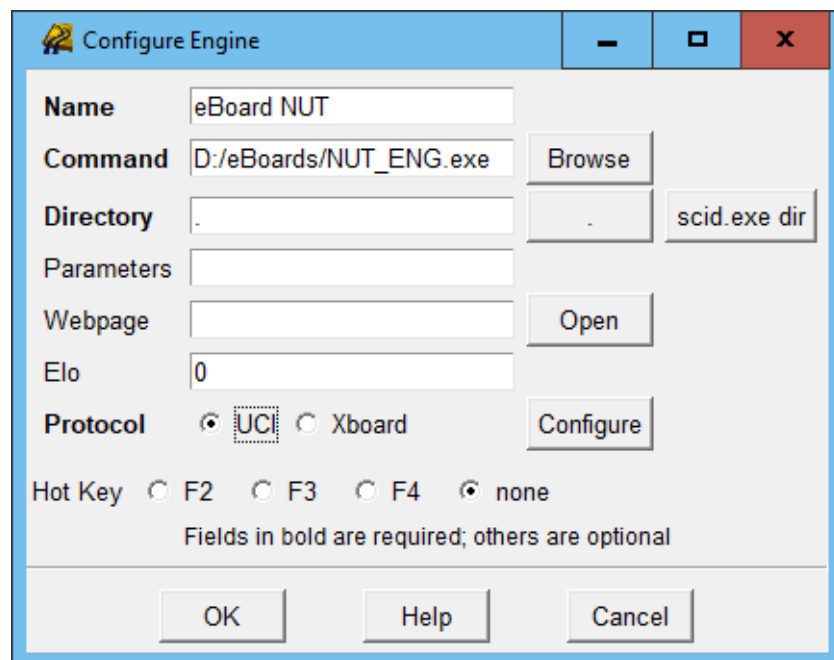 Configure Engine
Name eBoard NUT
Command D:/eBoards/NUT_ENG.exe Browse
Directory . . scid.exe dir
Parameters
Webpage Open
Elo 0
Protocol UCI Xboard Configure
Hot Key F2 F3 F4 none
Fields in bold are required; others are optional
OK Help Cancel